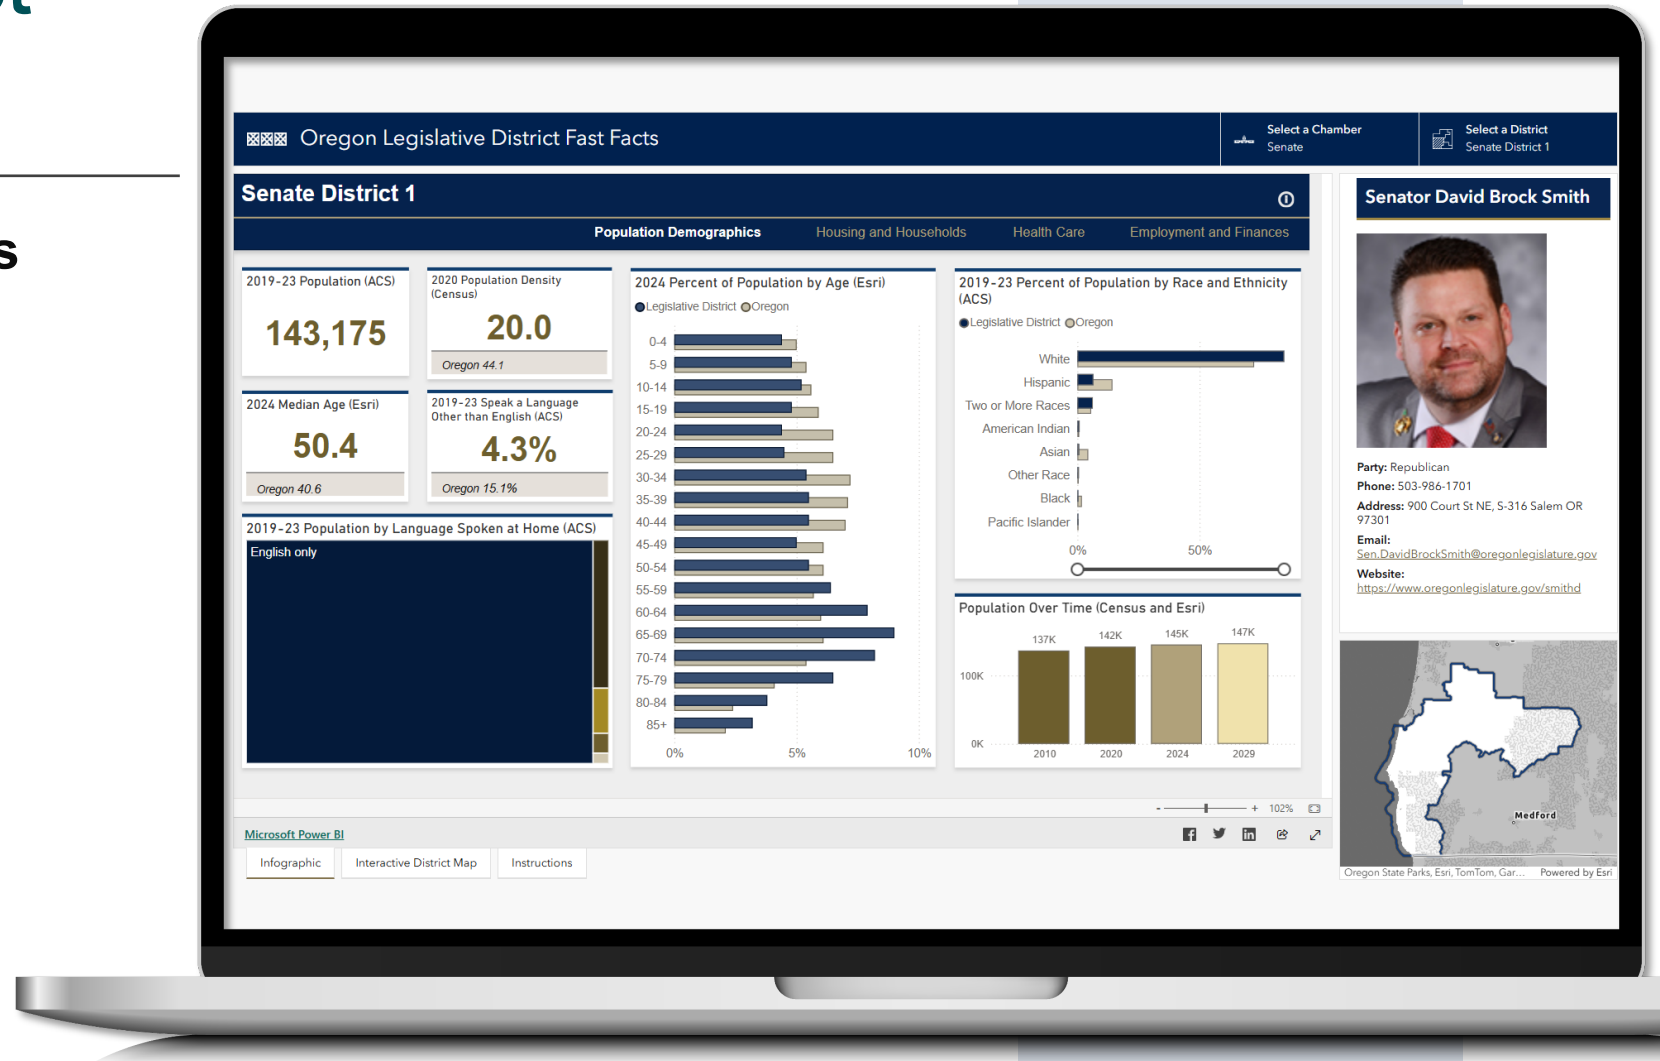 s
Oregon Legislative District Fast Facts
Select a Chamber
Senate
Select a District
Senate District 1
Senate District 1
Population Demographics
Housing and Households
Health Care
Employment and Finances
2019-23 Population (ACS)
143,175
2020 Population Density
(Census)
20.0
Oregon 44.1
2024 Median Age (Esri)
50.4
Oregon 40.6
2019-23 Speak a Language
Other than English (ACS)
4.3%
Oregon 15.1%
2019-23 Population by Language Spoken at Home (ACS)
English only
2024 Percent of Population by Age (Esri)
Legislative District Oregon
0-4
5-9
10-14
15-19
20-24
25-29
30-34
35-39
40-44
45-49
50-54
55-59
60-64
65-69
70-74
75-79
80-84
85+
0% 5% 10%
2019-23 Percent of Population by Race and Ethnicity
(ACS)
Legislative District Oregon
White
Hispanic
Two or More Races
American Indian
Asian
Other Race
Black
Pacific Islander
0% 50%
Population Over Time (Census and Esri)
137K 142K 145K 147K
100K
0K
2010 2020 2024 2029
Senator David Brock Smith
Party: Republican
Phone: 503-986-1701
Address: 900 Court St NE, S-316 Salem OR
97301
Email:
Sen.DavidBrockSmith@oregonlegislature.gov
Website:
https://www.oregonlegislature.gov/smithd
Medford
Oregon State Parks, Esri, TomTom, Gar... Powered by Esri
- + 102%
Microsoft Power BI
Infographic
Interactive District Map
Instructions